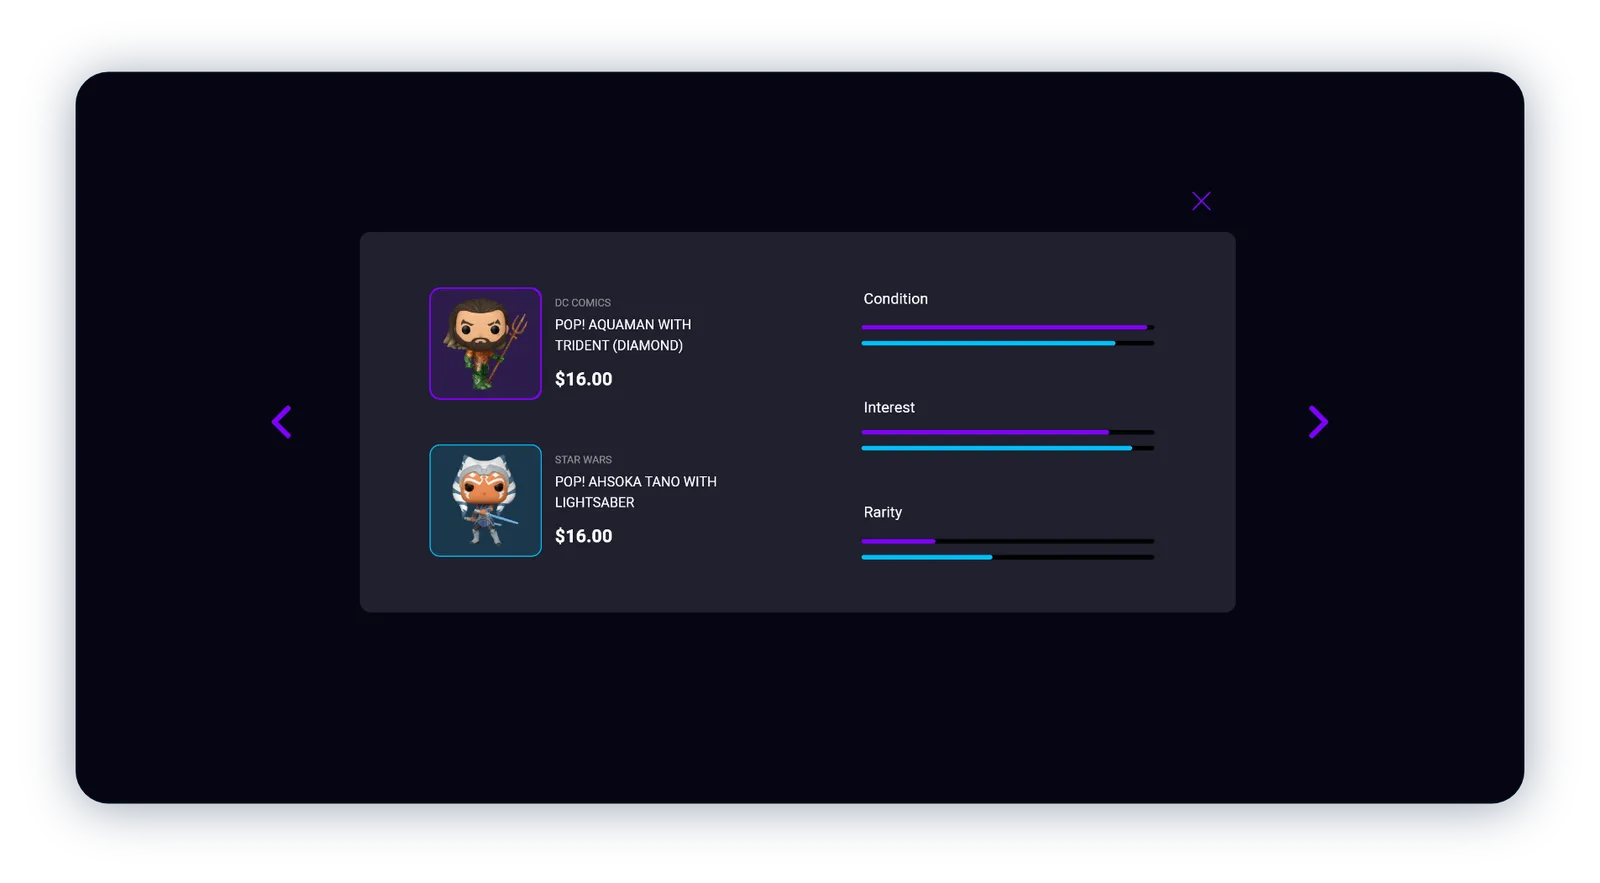 DC COMICS
POP! AQUAMAN WITH
TRIDENT (DIAMOND)
$16.00
STAR WARS
POP! AHSOKA TANO WITH
LIGHTSABER
$16.00
Condition
Interest
Rarity